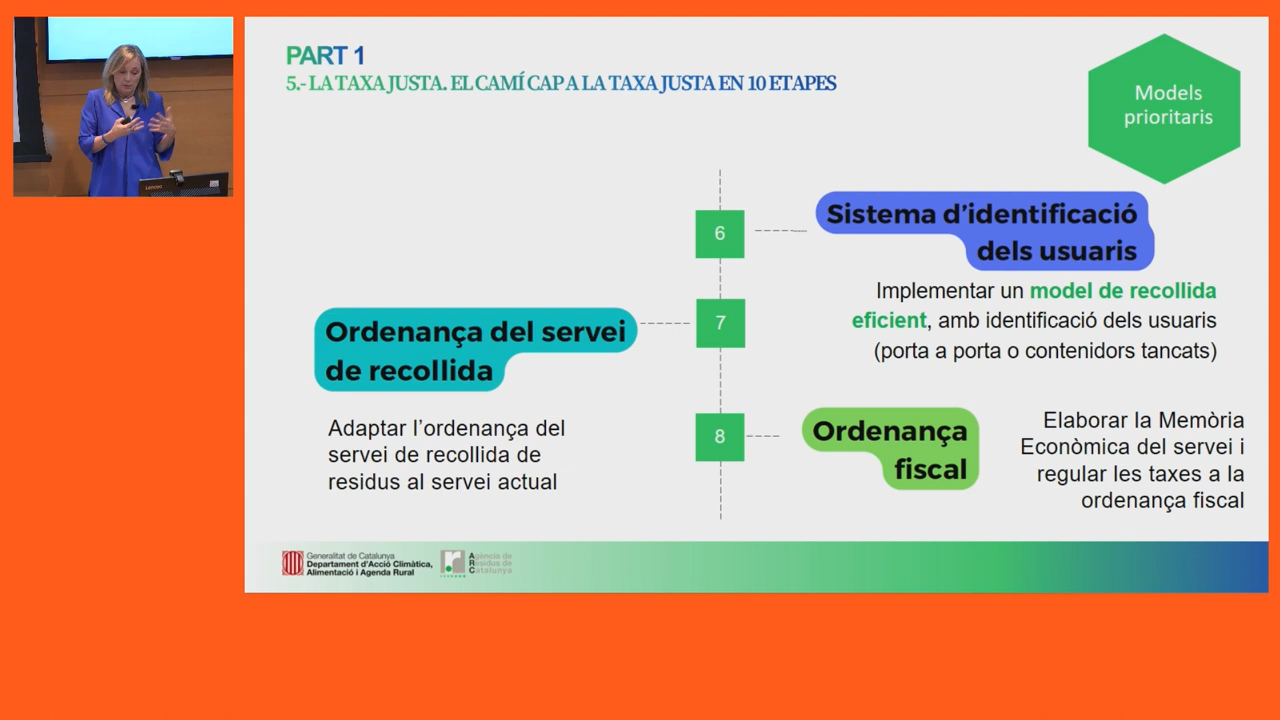 PART 1
5.- LA TAXA JUSTA. EL CAMÍ CAP A LA TAXA JUSTA EN 10 ETAPES
Models
prioritaris
6
Sistema d'identificació
dels usuaris
Implementar un model de recollida
eficient, amb identificació dels usuaris
(porta a porta o contenidors tancats)
7
Ordenança del servei
de recollida
Adaptar l'ordenança del
servei de recollida de
residus al servei actual
8
Ordenança
fiscal
Elaborar la Memòria
Econòmica del servei i
regular les taxes a la
ordenança fiscal
Generalitat de Catalunya
Departament d'Acció Climàtica,
Alimentació i Agenda Rural
Agència de
Residus de
Catalunya
Lenovo